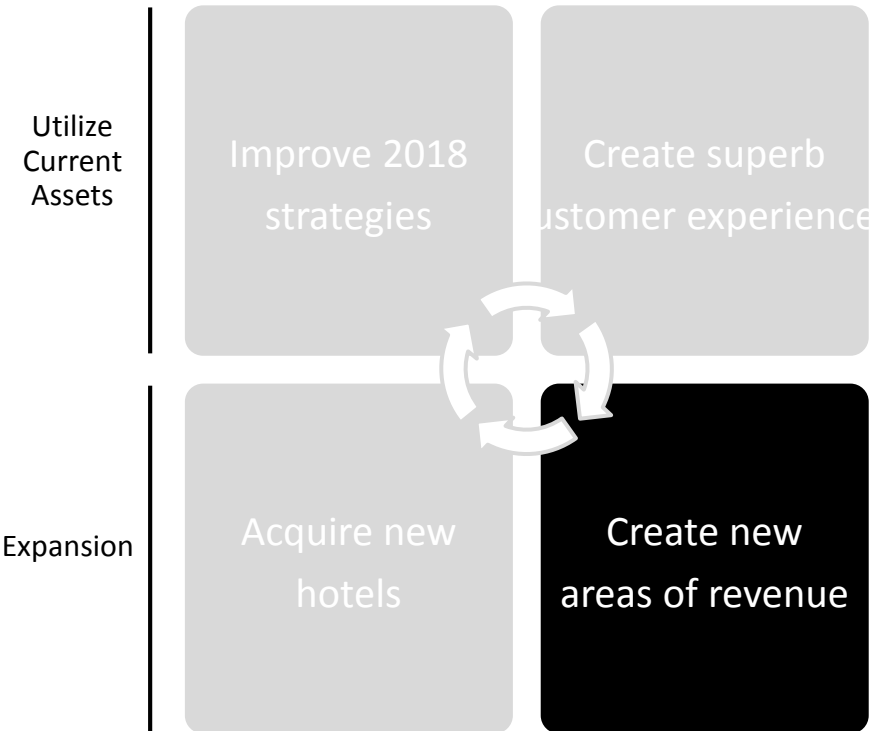 Utilize
Current
Assets
Improve 2018
strategies
Create superb
ustomer experience
Expansion
Acquire new
hotels
Create new
areas of revenue